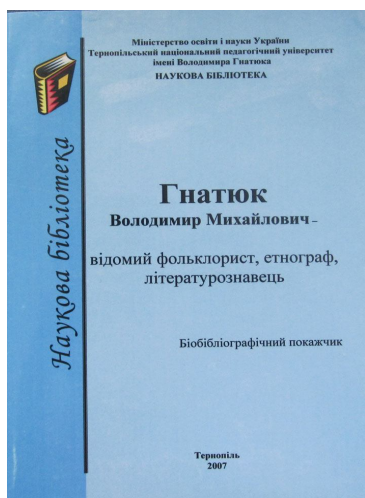 Міністерство освіти і науки України
Тернопільський національний педагогічний університет
імені Володимира Гнатюка
НАУКОВА БІБЛІОТЕКА
Наукова бібліотека
Гнатюк
Володимир Михайлович –
відомий фольклорист, етнограф,
літературознавець
Біобібліографічний покажчик
Тернопіль
2007